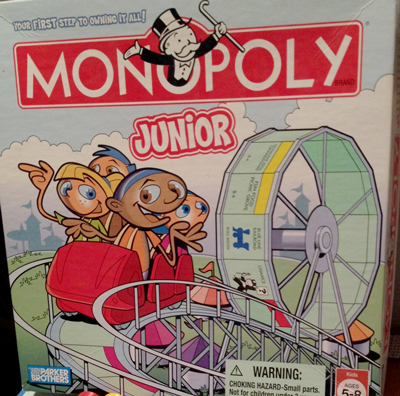 YOUR FIRST STEP TO OWNING IT ALL!
MONOPOLY
BRAND
JUNIOR
PARKER
BROTHERS
WARNING:
CHOKING HAZARD-Small parts.
Not for children under
Kids
AGES
5-8